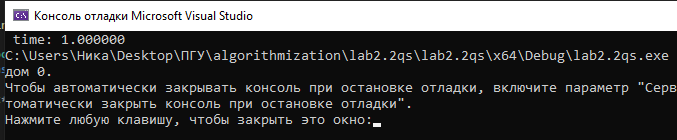 Консоль отладки Microsoft Visual Studio
time: 1.000000
C:\Users\Ника\Desktop\ПГУ\algorithmization\lab2.2qs\lab2.2qs\x64\Debug\lab2.2qs.exe
дом 0.
Чтобы автоматически закрывать консоль при остановке отладки, включите параметр "Серв
томатически закрыть консоль при остановке отладки".
Нажмите любую клавишу, чтобы закрыть это окно: